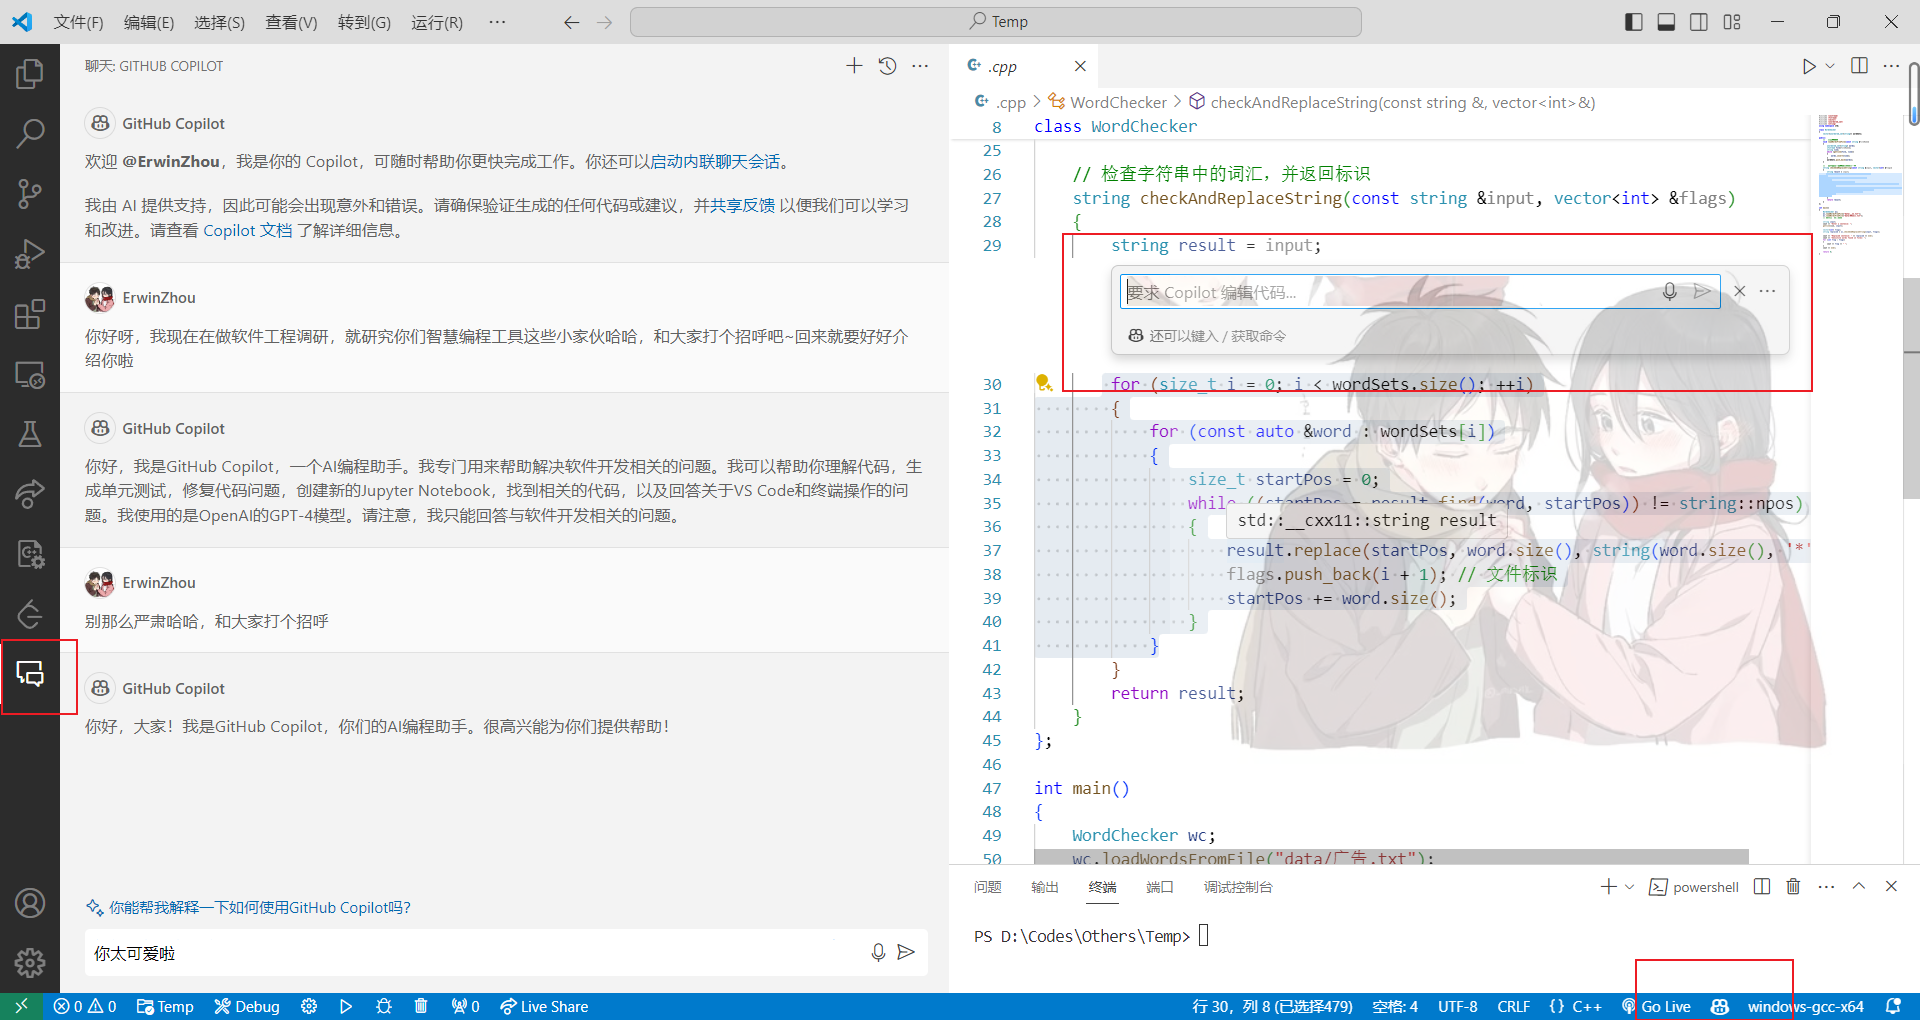 文件(F) 编辑(E) 选择(S) 查看(V) 转到(G) 运行(R) ··· Temp
聊天: GITHUB COPILOT
GitHub Copilot
欢迎 @ErwinZhou，我是你的 Copilot，可随时帮助你更快完成工作。你还可以启动内联聊天会话。
我由 AI 提供支持，因此可能会出现意外和错误。请确保验证生成的任何代码或建议，并共享反馈 以便我们可以学习
和改进。请查看 Copilot 文档 了解详细信息。
ErwinZhou
你好呀，我现在在做软件工程调研，就研究你们智慧编程工具这些小家伙哈哈，和大家打个招呼吧~回来就要好好介
绍你啦
GitHub Copilot
你好，我是GitHub Copilot，一个AI编程助手。我专门用来帮助解决软件开发相关的问题。我可以帮助你理解代码，生
成单元测试，修复代码问题，创建新的Jupyter Notebook，找到相关的代码，以及回答关于VS Code和终端操作的问
题。我使用的是OpenAI的GPT-4模型。请注意，我只能回答与软件开发相关的问题。
ErwinZhou
别那么严肃哈哈，和大家打个招呼
GitHub Copilot
你好，大家！我是GitHub Copilot，你们的AI编程助手。很高兴能为你们提供帮助！
你能帮我解释一下如何使用GitHub Copilot吗?
你太可爱啦
.cpp
.cpp > WordChecker > checkAndReplaceString(const string &, vector<int>&)
8 class WordChecker
25
26 // 检查字符串中的词汇，并返回标识
27 string checkAndReplaceString(const string &input, vector<int> &flags)
28 {
29 string result = input;
要求 Copilot 编辑代码...
还可以键入 / 获取命令
30 for (size_t i = 0; i < wordSets.size(); ++i)
31 {
32 for (const auto &word : wordSets[i])
33 {
34 size_t startPos = 0;
35 while ((startPos = result.find(word, startPos)) != string::npos)
std::__cxx11::string result
36 {
37 result.replace(startPos, word.size(), string(word.size(), '*'
38 flags.push_back(i + 1); // 文件标识
39 startPos += word.size();
40 }
41 }
42 }
43 return result;
44 }
45 };
46
47 int main()
48 {
49 WordChecker wc;
50 wc.loadWordsFromFile("data/广告.txt");
问题 输出 终端 端口 调试控制台 powershell
PS D:\Codes\Others\Temp>
0 0 Temp Debug 0 Live Share 行 30，列 8 (已选择479) 空格: 4 UTF-8 CRLF {} C++ Go Live windows-gcc-x64